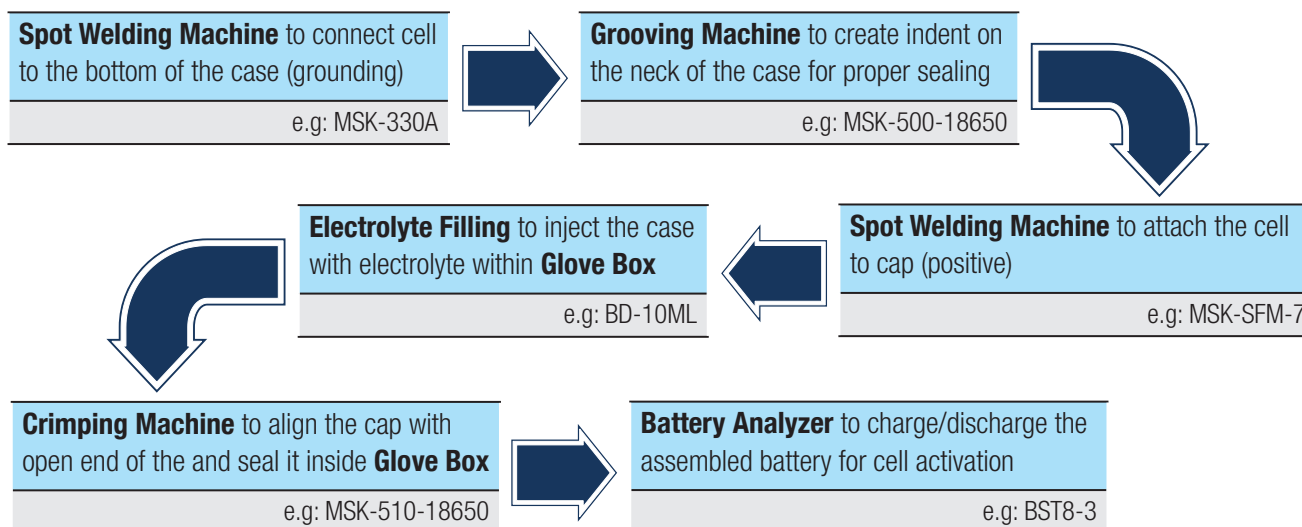 Spot Welding Machine to connect cell
to the bottom of the case (grounding)
e.g: MSK-330A
Grooving Machine to create indent on
the neck of the case for proper sealing
e.g: MSK-500-18650
Spot Welding Machine to attach the cell
to cap (positive)
e.g: MSK-SFM-7
Electrolyte Filling to inject the case
with electrolyte within Glove Box
e.g: BD-10ML
Crimping Machine to align the cap with
open end of the and seal it inside Glove Box
e.g: MSK-510-18650
Battery Analyzer to charge/discharge the
assembled battery for cell activation
e.g: BST8-3